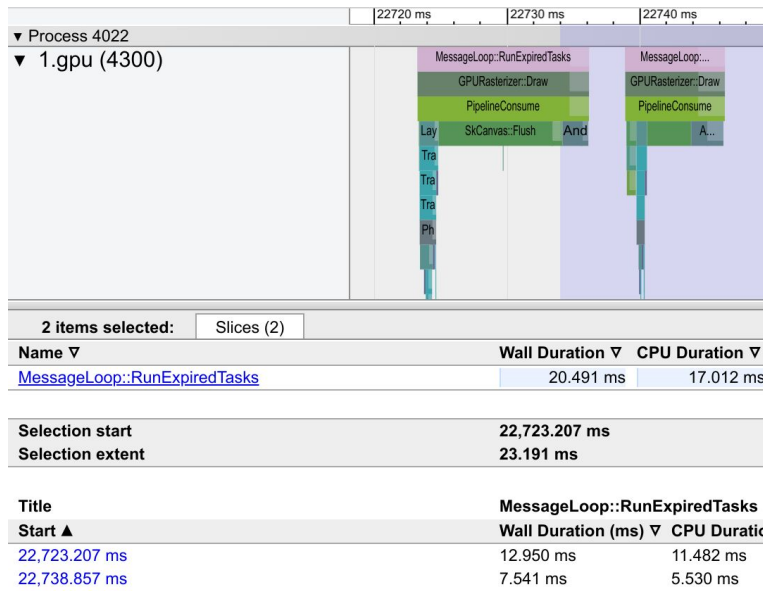 22720 ms 22730 ms 22740 ms
▼ Process 4022
▼ 1.gpu (4300)
MessageLoop::RunExpiredTasks MessageLoop:...
GPURasterizer::Draw GPURasterizer::Draw
PipelineConsume PipelineConsume
Lay SkCanvas::Flush And A...
Tra
Tra
Tra
Ph
2 items selected: Slices (2)
Name ▽ Wall Duration ▽ CPU Duration ▽
MessageLoop::RunExpiredTasks 20.491 ms 17.012 ms
Selection start 22,723.207 ms
Selection extent 23.191 ms
Title MessageLoop::RunExpiredTasks
Start ▲ Wall Duration (ms) ▽ CPU Duratio
22,723.207 ms 12.950 ms 11.482 ms
22,738.857 ms 7.541 ms 5.530 ms